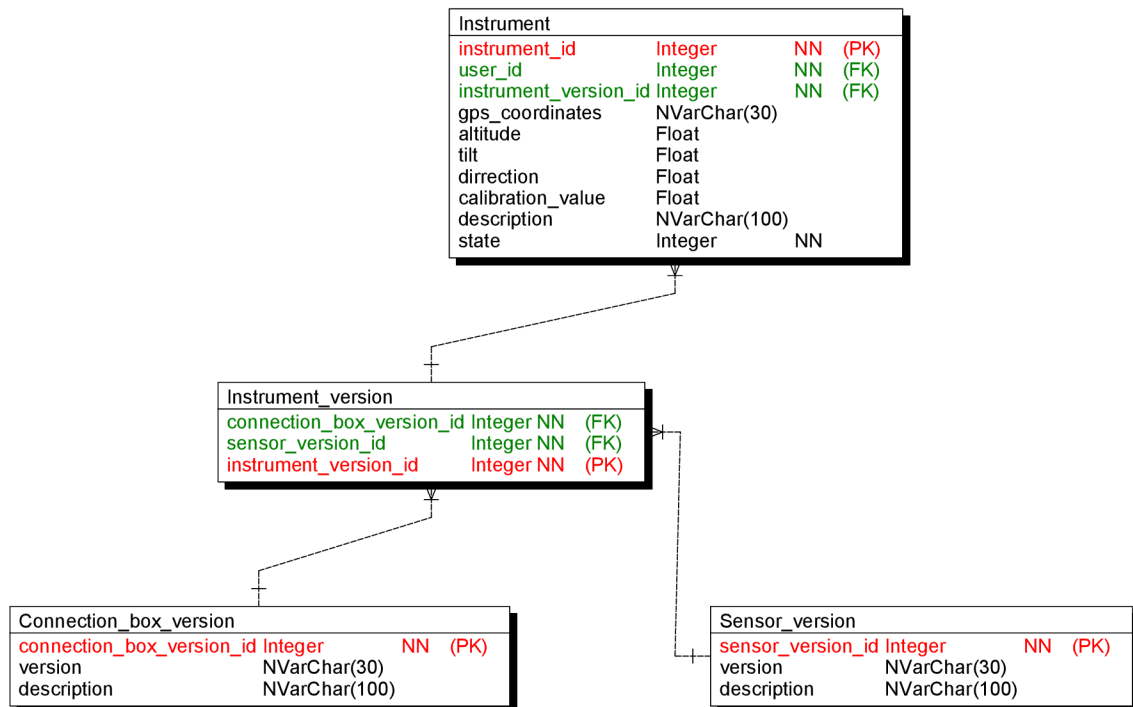 Instrument
instrument_id Integer NN (PK)
user_id Integer NN (FK)
instrument_version_id Integer NN (FK)
gps_coordinates NVarChar(30)
altitude Float
tilt Float
dirrection Float
calibration_value Float
description NVarChar(100)
state Integer NN
Instrument_version
connection_box_version_id Integer NN (FK)
sensor_version_id Integer NN (FK)
instrument_version_id Integer NN (PK)
Connection_box_version
connection_box_version_id Integer NN (PK)
version NVarChar(30)
description NVarChar(100)
Sensor_version
sensor_version_id Integer NN (PK)
version NVarChar(30)
description NVarChar(100)